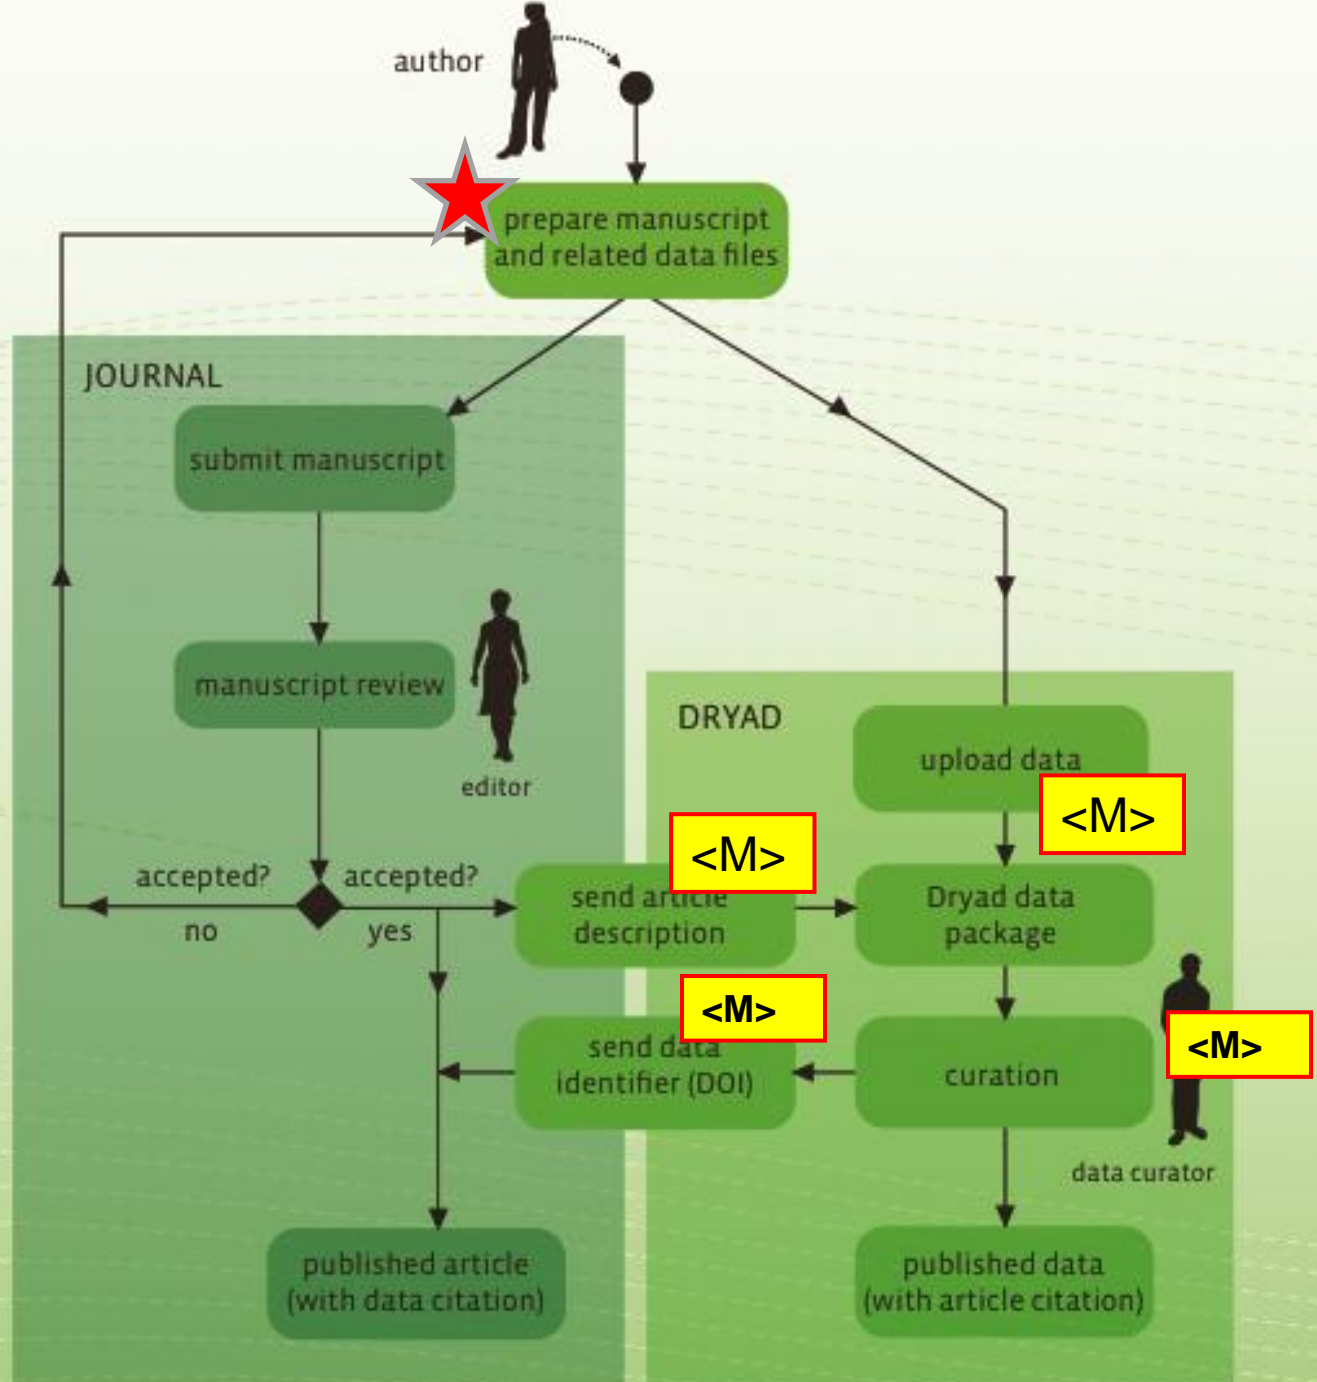 author
prepare manuscript
and related data files
JOURNAL
submit manuscript
manuscript review
editor
DRYAD
upload data
<M>
<M>
accepted?
accepted?
no
yes
send article
description
Dryad data
package
<M>
<M>
send data
identifier (DOI)
curation
data curator
published article
(with data citation)
published data
(with article citation)